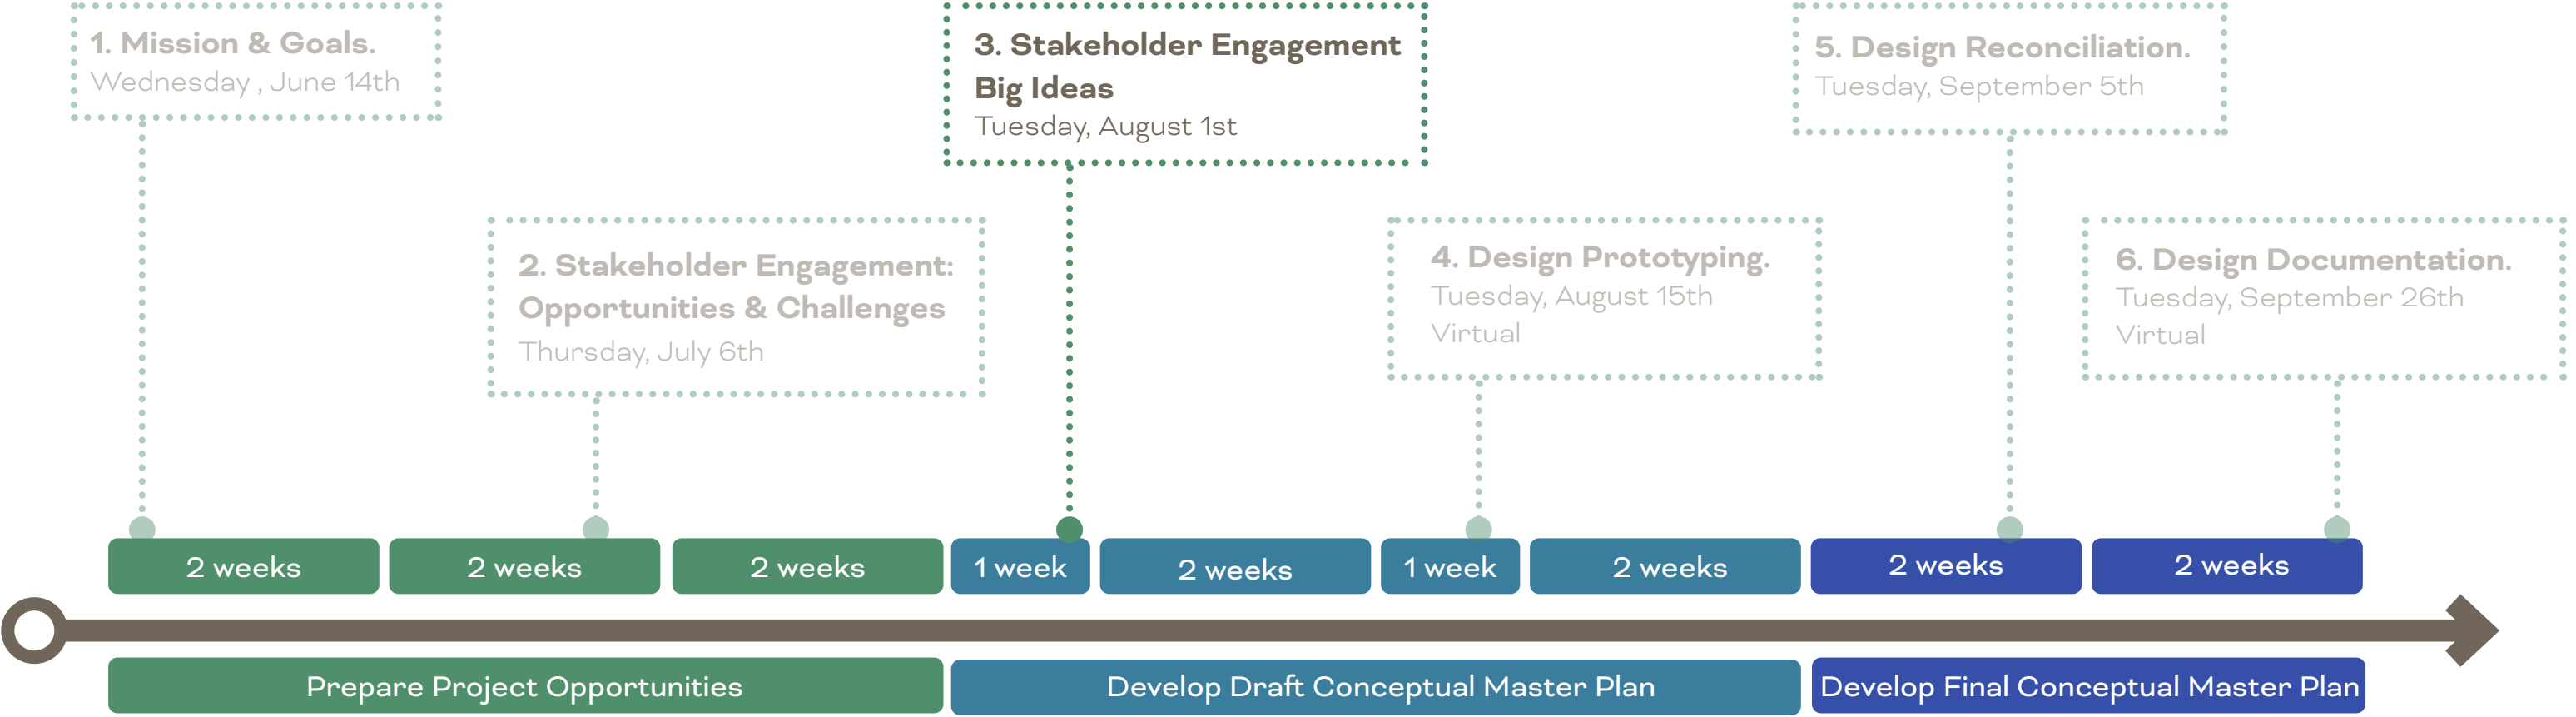 1. Mission & Goals.
Wednesday , June 14th
2. Stakeholder Engagement:
Opportunities & Challenges
Thursday, July 6th
3. Stakeholder Engagement
Big Ideas
Tuesday, August 1st
4. Design Prototyping.
Tuesday, August 15th
Virtual
5. Design Reconciliation.
Tuesday, September 5th
6. Design Documentation.
Tuesday, September 26th
Virtual
2 weeks
2 weeks
2 weeks
1 week
2 weeks
1 week
2 weeks
2 weeks
2 weeks
Prepare Project Opportunities
Develop Draft Conceptual Master Plan
Develop Final Conceptual Master Plan